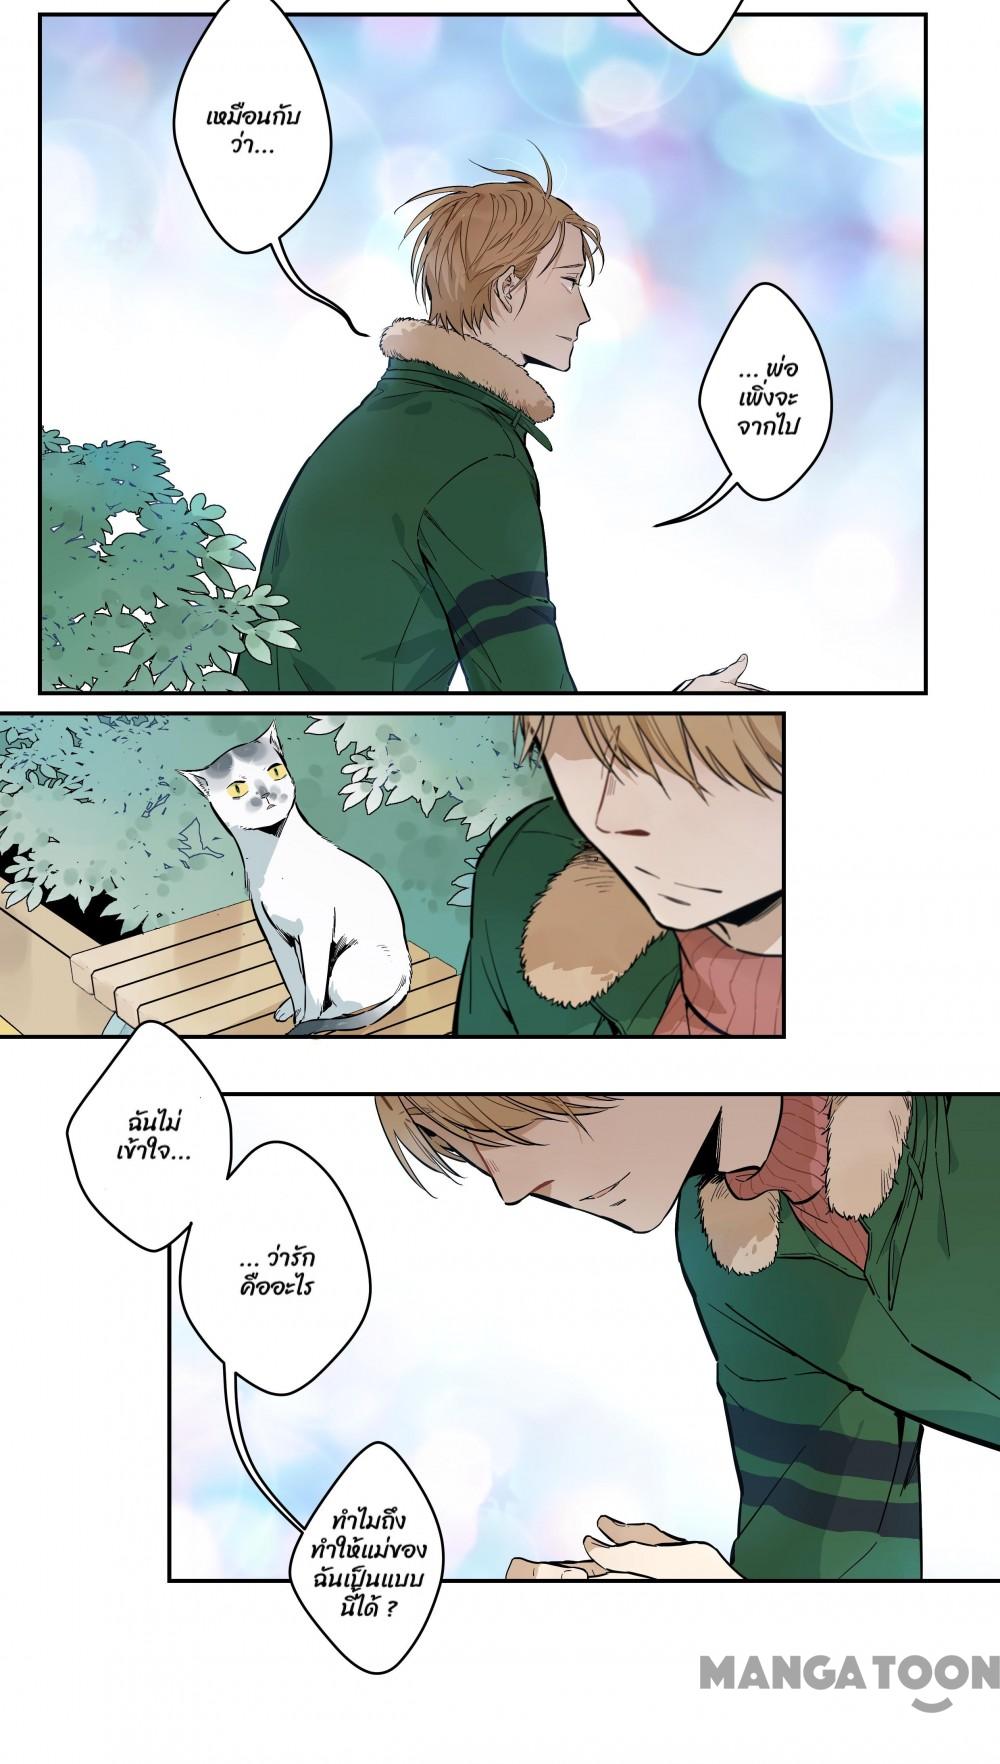 เหมือนกับ
ว่า...
... พ่อ
เพิ่งจะ
จากไป
ฉันไม่
เข้าใจ...
... ว่ารัก
คืออะไร
ทำไมถึง
ทำให้แม่ของ
ฉันเป็นแบบ
นี้ได้ ?
MANGATOON